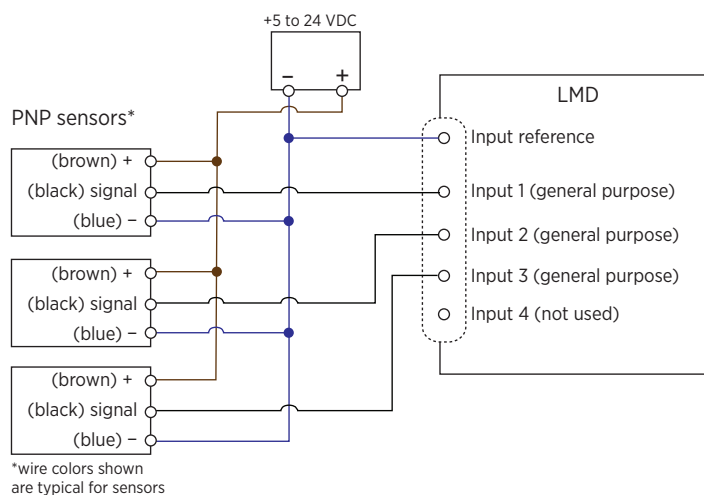 +5 to 24 VDC
− +
LMD
PNP sensors*
Input reference
(brown) +
(black) signal
(blue) −
Input 1 (general purpose)
Input 2 (general purpose)
(brown) +
(black) signal
(blue) −
Input 3 (general purpose)
Input 4 (not used)
(brown) +
(black) signal
(blue) −
*wire colors shown
are typical for sensors